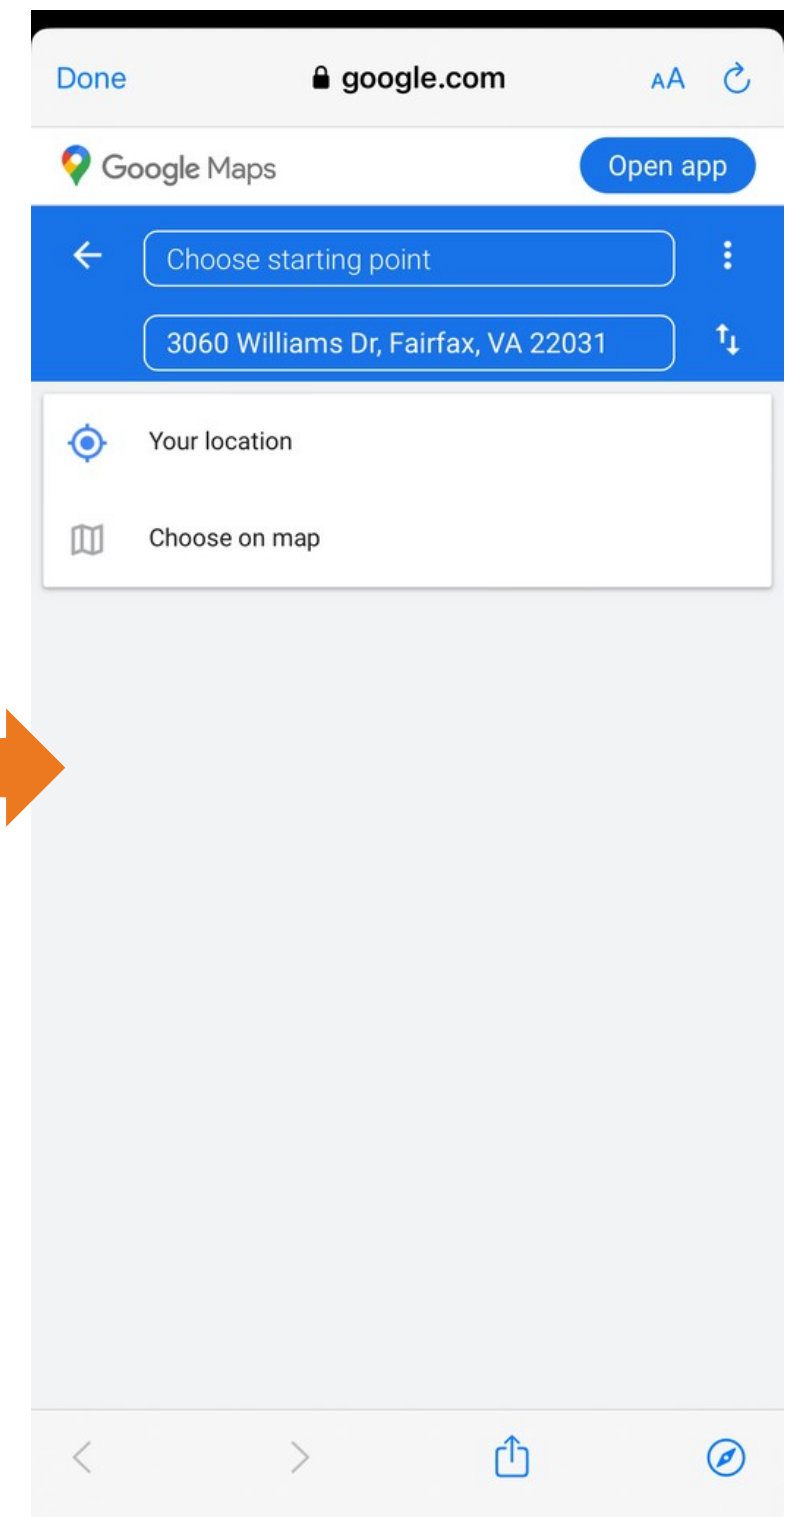 Done google.com AA
Google Maps Open app
Choose starting point
3060 Williams Dr, Fairfax, VA 22031
Your location
Choose on map